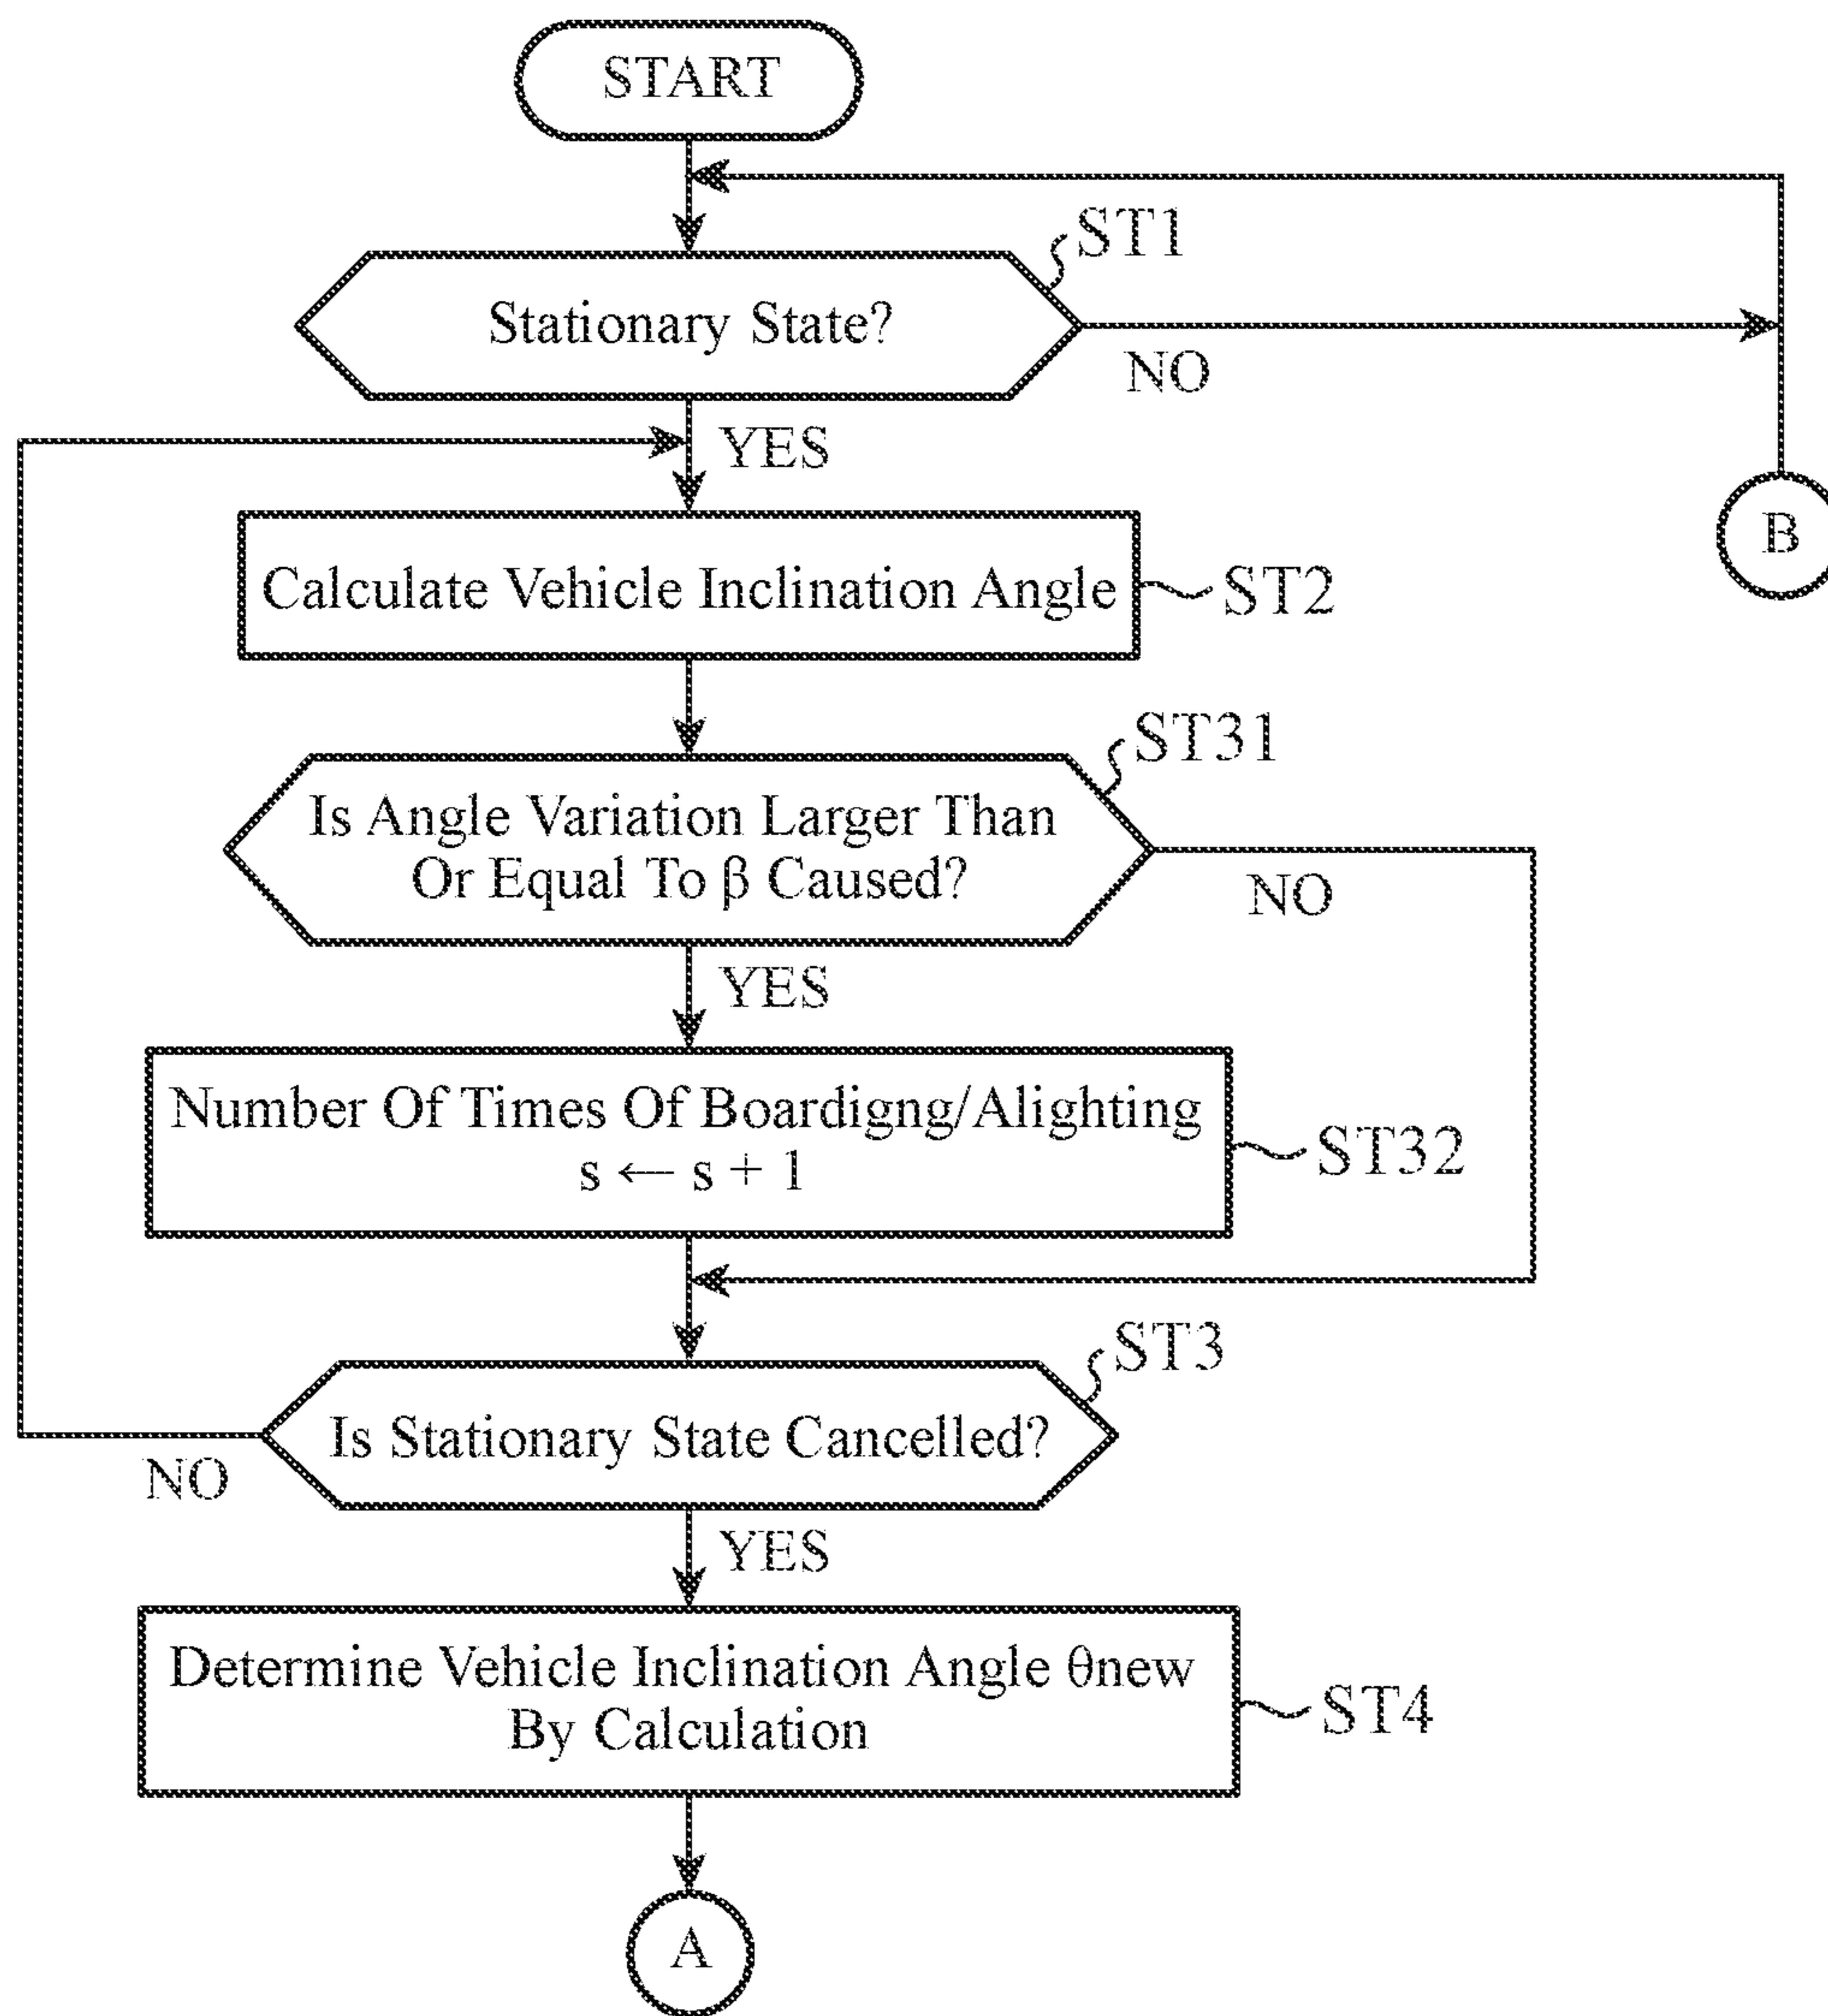 START
ST1
Stationary State?
NO
YES
B
Calculate Vehicle Inclination Angle
ST2
ST31
Is Angle Variation Larger Than
Or Equal To β Caused?
NO
YES
Number Of Times Of Boardigng/Alighting
s ← s + 1
ST32
ST3
Is Stationary State Cancelled?
NO
YES
Determine Vehicle Inclination Angle θnew
By Calculation
ST4
A